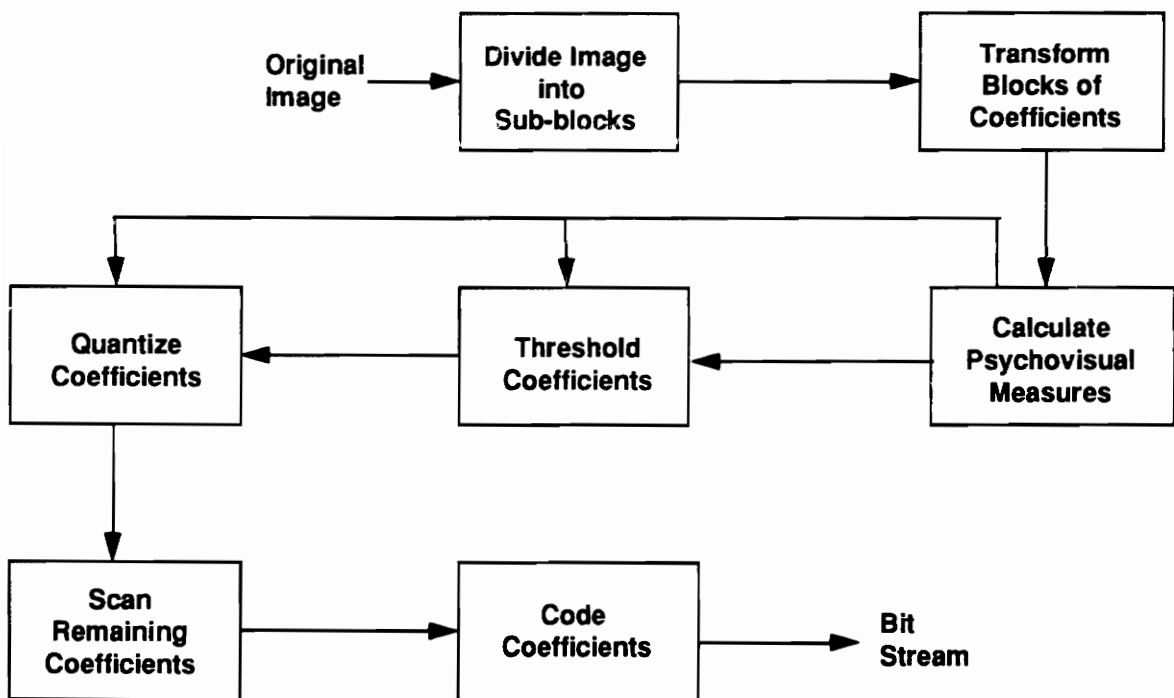 Original
Image
Divide Image
into
Sub-blocks
Transform
Blocks of
Coefficients
Calculate
Psychovisual
Measures
Threshold
Coefficients
Quantize
Coefficients
Scan
Remaining
Coefficients
Code
Coefficients
Bit
Stream